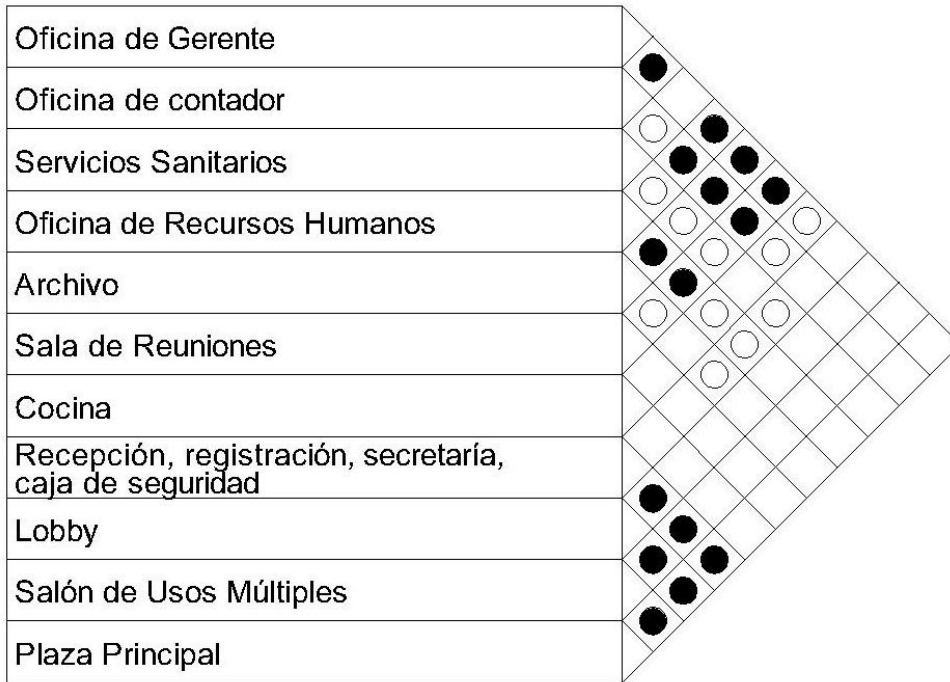 Oficina de Gerente
Oficina de contador
Servicios Sanitarios
Oficina de Recursos Humanos
Archivo
Sala de Reuniones
Cocina
Recepción, registración, secretaría,
caja de seguridad
Lobby
Salón de Usos Múltiples
Plaza Principal